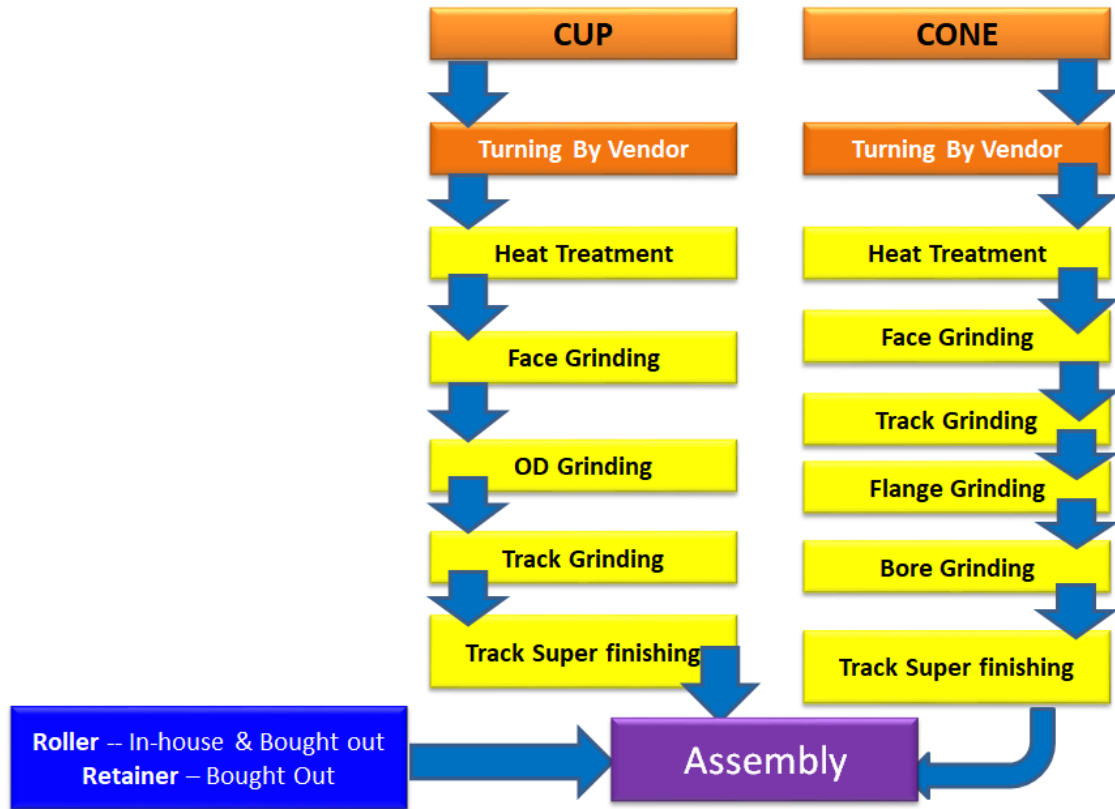 CUP
CONE
Turning By Vendor
Turning By Vendor
Heat Treatment
Heat Treatment
Face Grinding
Face Grinding
OD Grinding
Track Grinding
Flange Grinding
Track Grinding
Bore Grinding
Track Super finishing
Track Super finishing
Roller -- In-house & Bought out
Retainer – Bought Out
Assembly